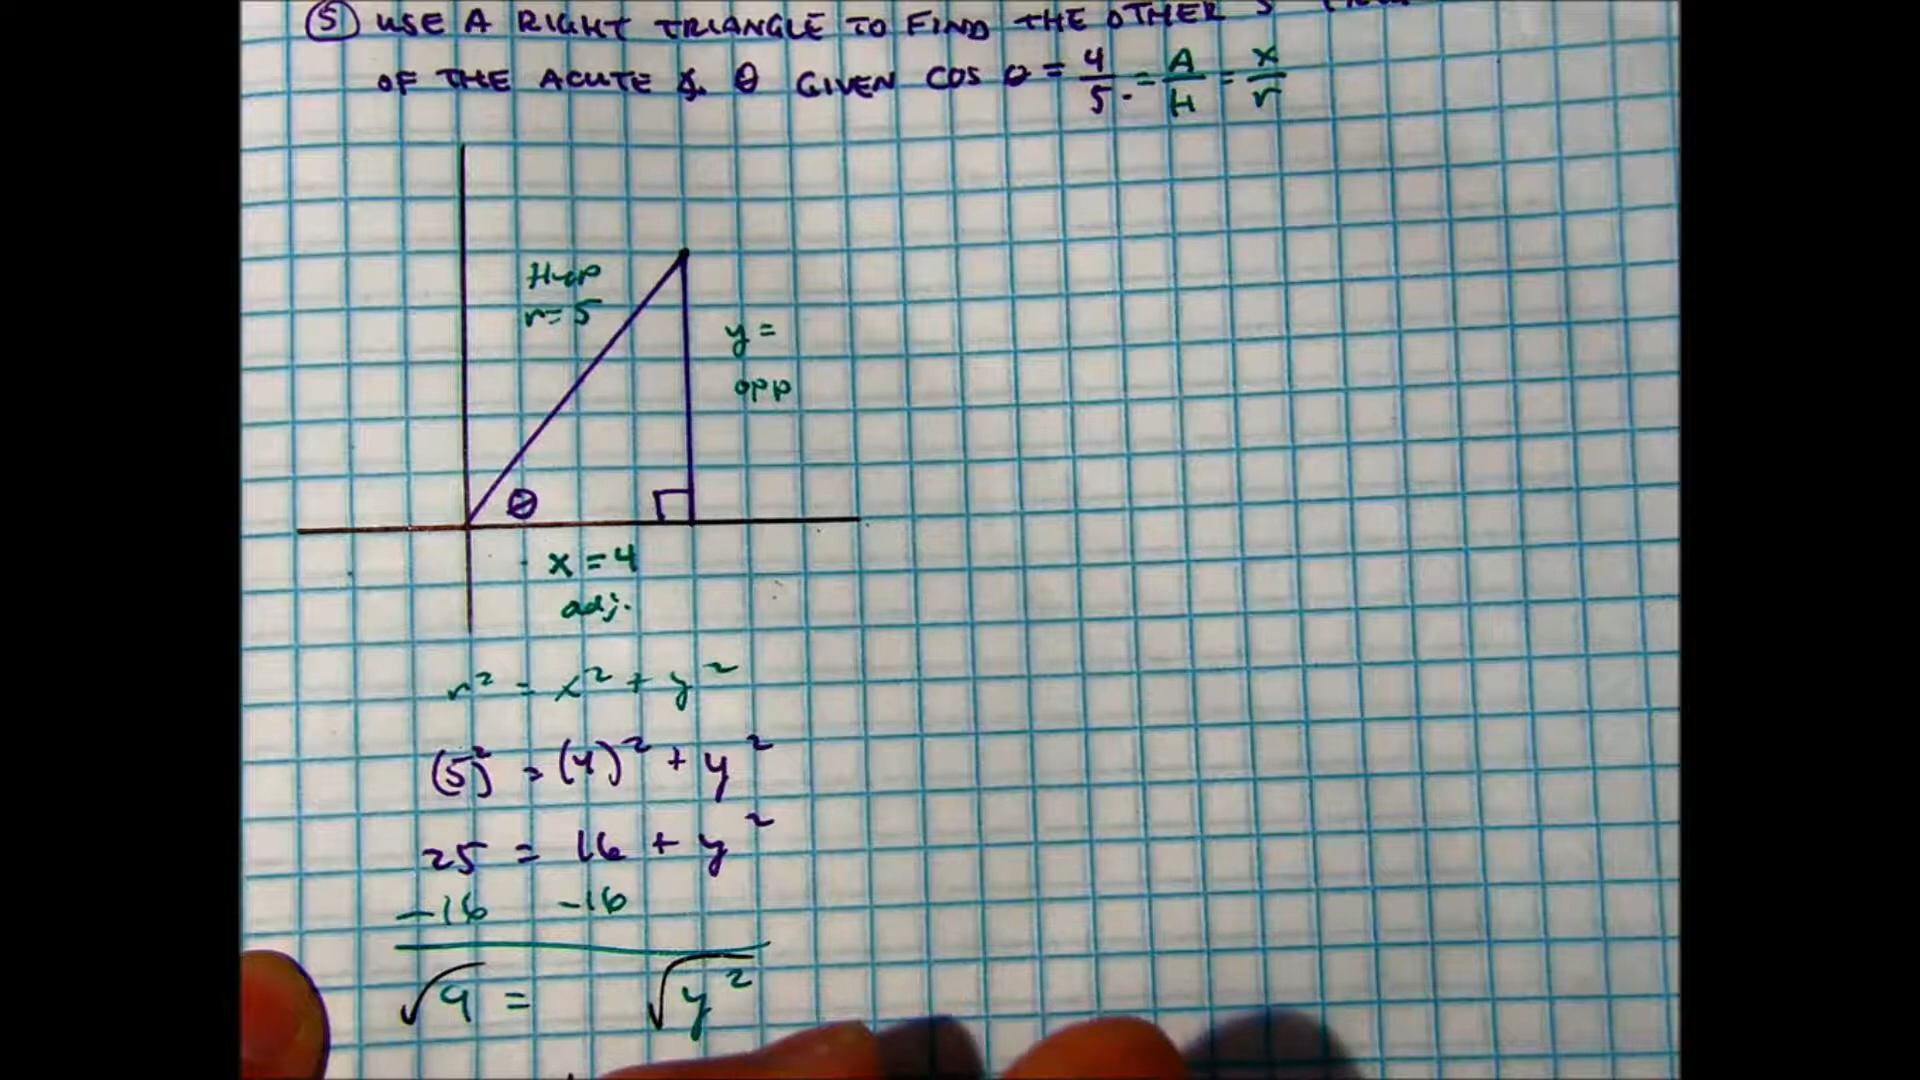 ⑤ USE A RIGHT TRIANGLE TO FIND THE OTHER 5
OF THE ACUTE ∡ θ GIVEN COS θ = 4/5. = A/H = x/r
Hyp
r = 5
y =
opp
θ
x = 4
adj.
r² = x² + y²
(5)² = (4)² + y²
25 = 16 + y²
-16 -16
√9 = √y²